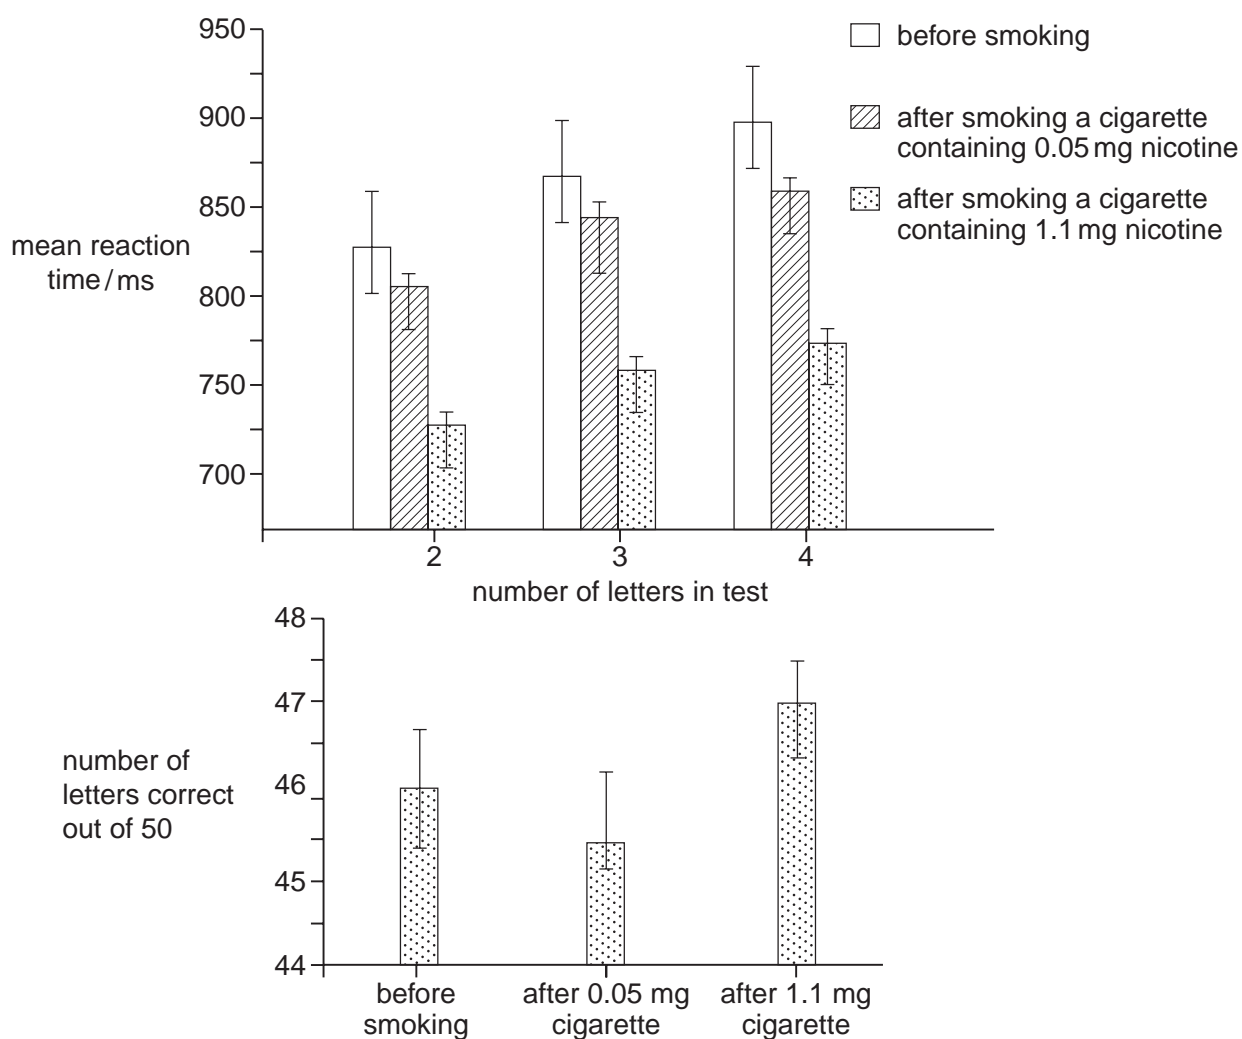 950
900
850
800
750
700
mean reaction
time/ms
before smoking
after smoking a cigarette
containing 0.05 mg nicotine
after smoking a cigarette
containing 1.1 mg nicotine
2 3 4
number of letters in test
48
47
46
45
44
number of
letters correct
out of 50
before
smoking
after 0.05 mg
cigarette
after 1.1 mg
cigarette